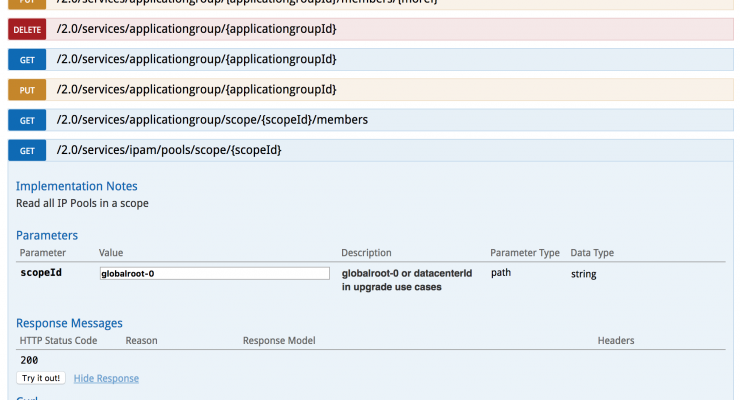 PUT /2.0/services/applicationgroup/{applicationgroupId}/members/{moref}
DELETE /2.0/services/applicationgroup/{applicationgroupId}
GET /2.0/services/applicationgroup/{applicationgroupId}
PUT /2.0/services/applicationgroup/{applicationgroupId}
GET /2.0/services/applicationgroup/scope/{scopeId}/members
GET /2.0/services/ipam/pools/scope/{scopeId}
Implementation Notes
Read all IP Pools in a scope
Parameters
Parameter Value Description Parameter Type Data Type
scopeId globalroot-0 globalroot-0 or datacenterId path string
in upgrade use cases
Response Messages
HTTP Status Code Reason Response Model Headers
200
Try it out! Hide Response
Curl